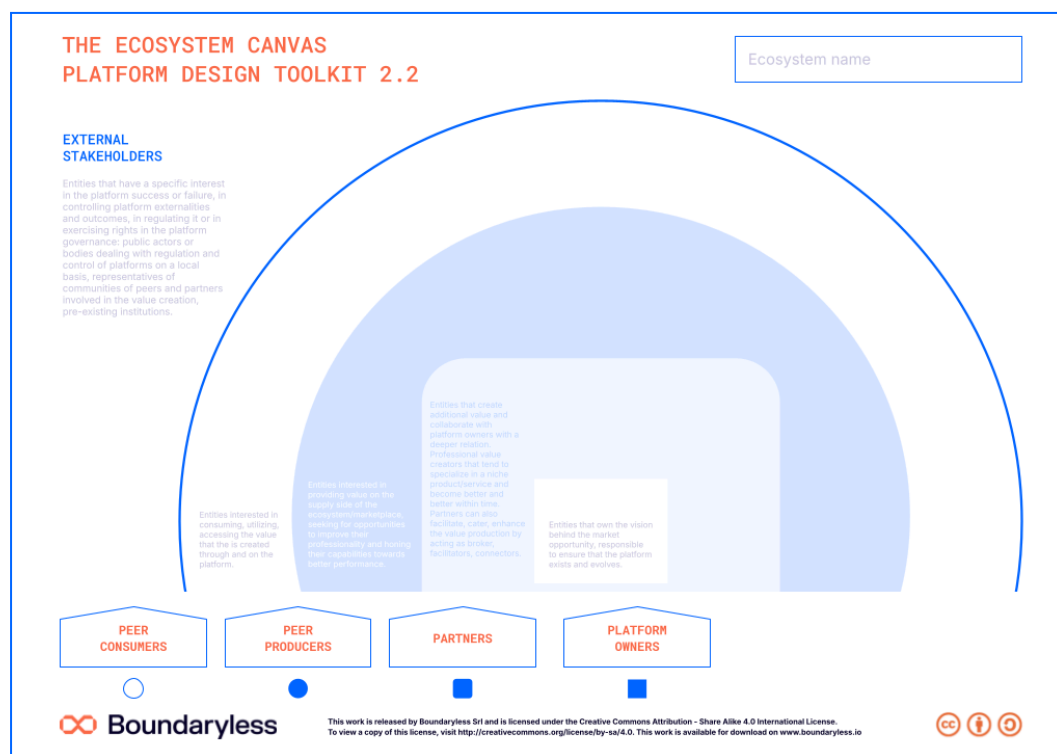 THE ECOSYSTEM CANVAS
PLATFORM DESIGN TOOLKIT 2.2
Ecosystem name
EXTERNAL
STAKEHOLDERS
Entities that have a specific interest
in the platform success or failure, in
controlling platform externalities
and outcomes, in regulating it or in
exercising rights in the platform
governance: public actors or
bodies dealing with regulation and
control of platforms on a local
basis, representatives of
communities of peers and partners
involved in the value creation,
pre-existing institutions.
Entities interested in
consuming, utilizing,
accessing the value
that the is created
through and on the
platform.
Entities interested in
providing value on the
supply side of the
ecosystem/marketplace,
seeking for opportunities
to improve their
professionality and honing
their capabilities towards
better performance.
Entities that create
additional value and
collaborate with
platform owners with a
deeper relation.
Professional value
creators that tend to
specialize in a niche
product/service and
become better and
better within time.
Partners can also
facilitate, cater, enhance
the value production by
acting as broker,
facilitators, connectors.
Entities that own the vision
behind the market
opportunity, responsible
to ensure that the platform
exists and evolves.
PEER
CONSUMERS
PEER
PRODUCERS
PARTNERS
PLATFORM
OWNERS
Boundaryless
This work is released by Boundaryless Srl and is licensed under the Creative Commons Attribution - Share Alike 4.0 International License.
To view a copy of this license, visit http://creativecommons.org/license/by-sa/4.0. This work is available for download on www.boundaryless.io
cc